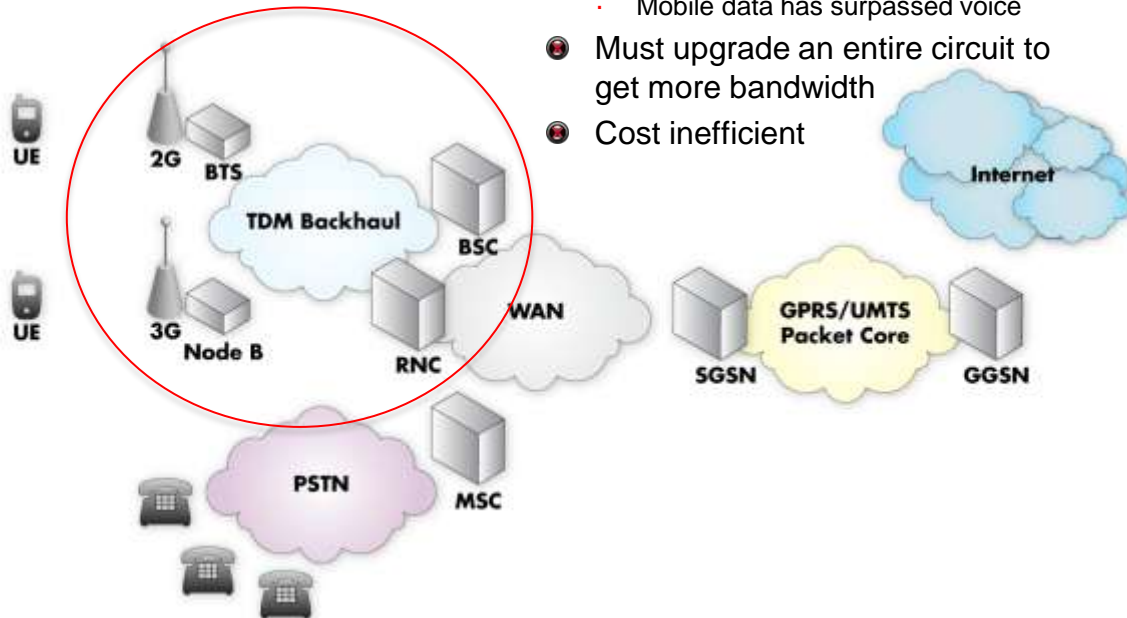 Mobile data has surpassed voice
Must upgrade an entire circuit to
get more bandwidth
Cost inefficient
UE
2G
BTS
TDM Backhaul
BSC
Internet
UE
3G
Node B
RNC
WAN
SGSN
GPRS/UMTS
Packet Core
GGSN
PSTN
MSC